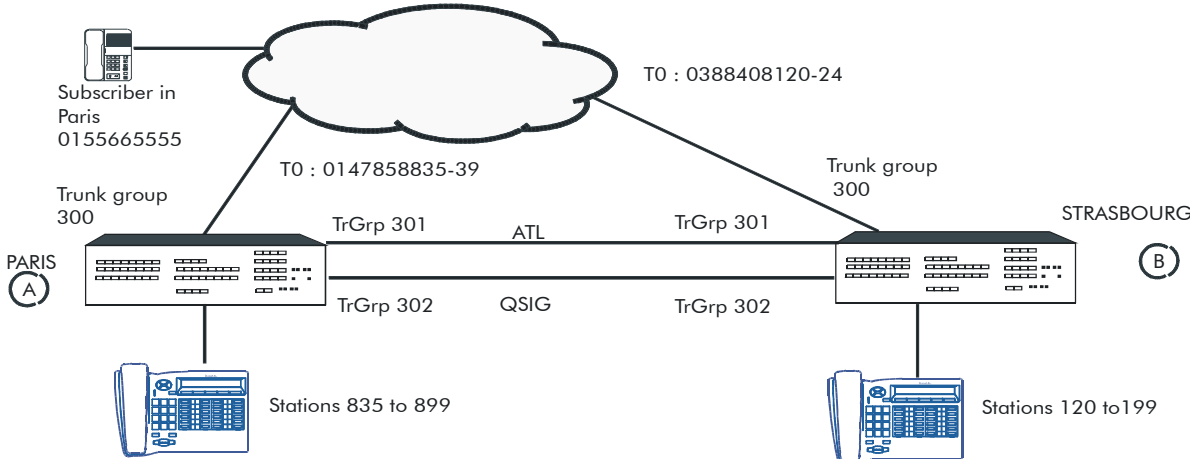 T0 : 0388408120-24
Subscriber in
Paris
0155665555
T0 : 0147858835-39
Trunk group
300
Trunk group
300
STRASBOURG
TrGrp 301
ATL
TrGrp 301
PARIS
A
B
TrGrp 302
QSIG
TrGrp 302
Stations 835 to 899
Stations 120 to199